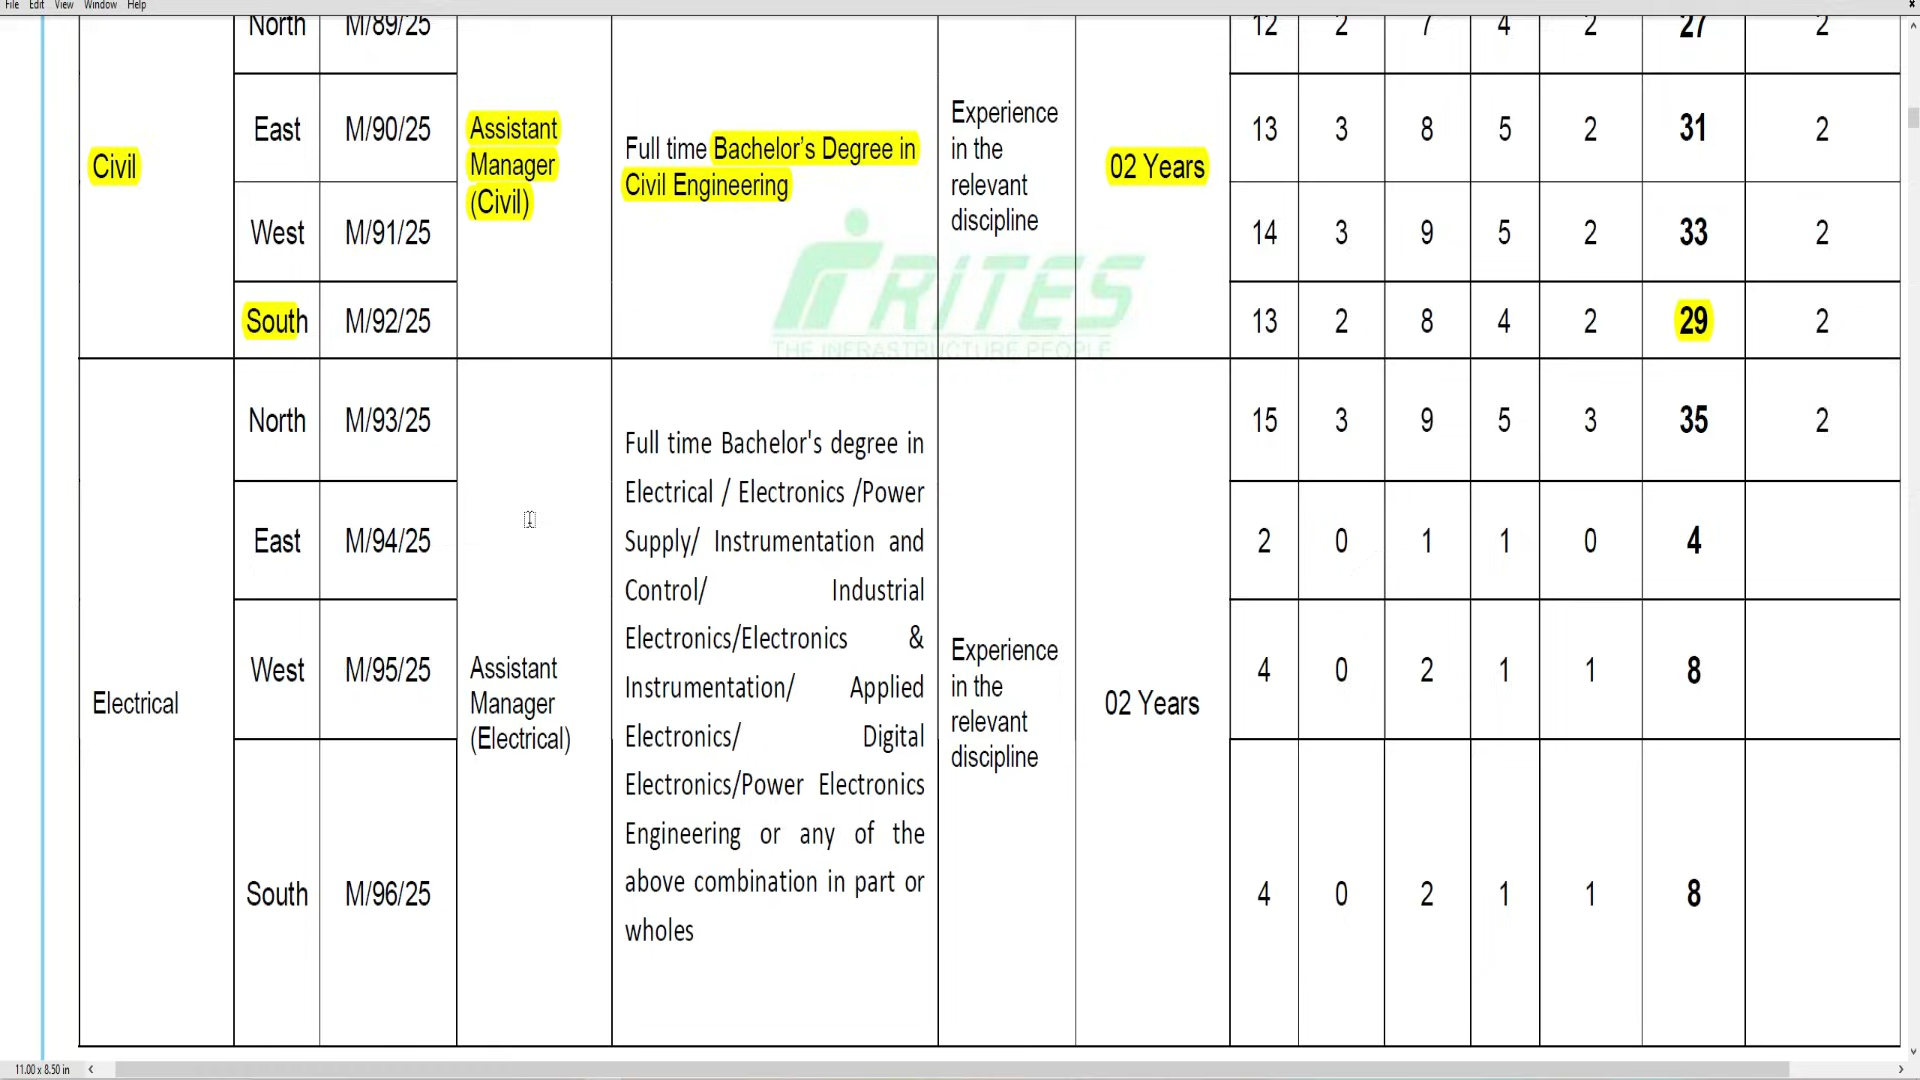 File Edit View Window Help
North M/89/25 12 2 7 4 2 27 2
Civil
East M/90/25 13 3 8 5 2 31 2
West M/91/25 14 3 9 5 2 33 2
South M/92/25 13 2 8 4 2 29 2
Assistant
Manager
(Civil)
Full time Bachelor’s Degree in
Civil Engineering
Experience
in the
relevant
discipline
02 Years
RITES
THE INFRASTRUCTURE PEOPLE
Electrical
North M/93/25 15 3 9 5 3 35 2
East M/94/25 2 0 1 1 0 4
West M/95/25 4 0 2 1 1 8
South M/96/25 4 0 2 1 1 8
Assistant
Manager
(Electrical)
Full time Bachelor's degree in
Electrical / Electronics /Power
Supply/ Instrumentation and
Control/ Industrial
Electronics/Electronics &
Instrumentation/ Applied
Electronics/ Digital
Electronics/Power Electronics
Engineering or any of the
above combination in part or
wholes
Experience
in the
relevant
discipline
02 Years
11.00 x 8.50 in